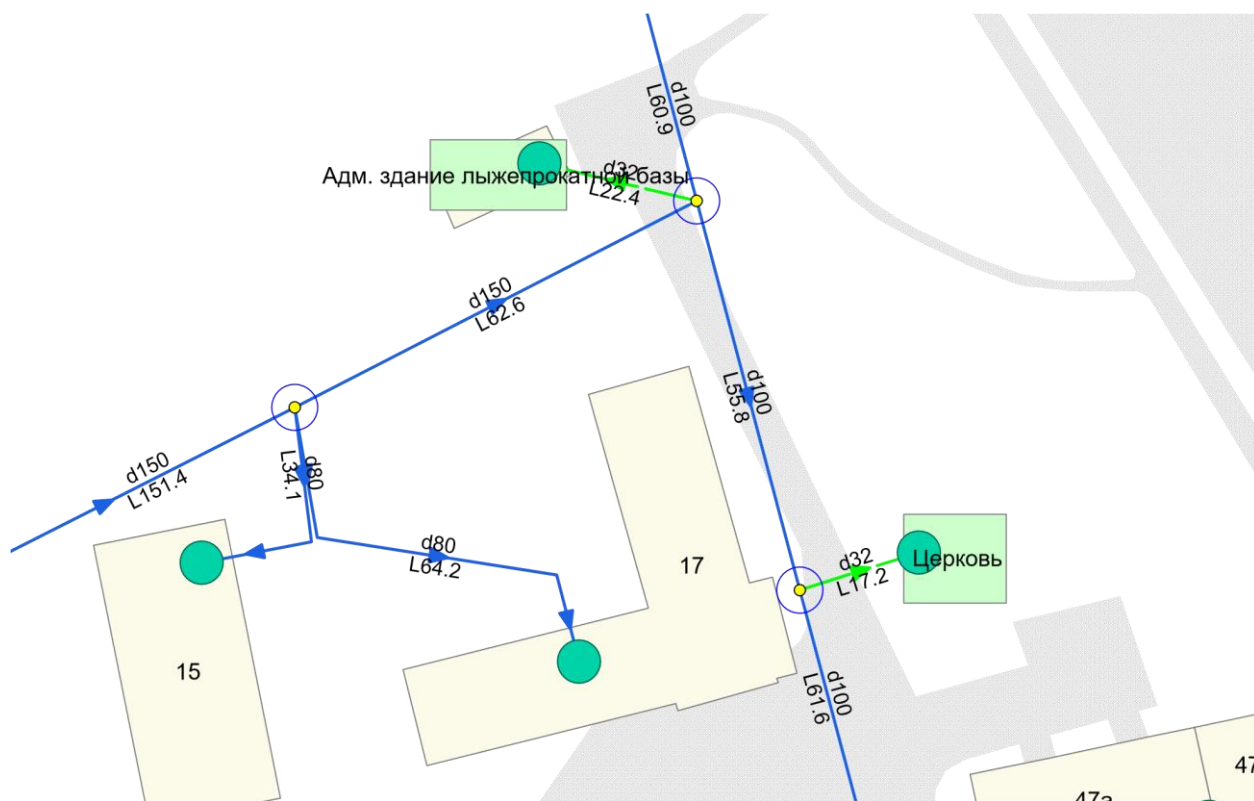 d100
L60.9
d32
Адм. здание лыжепрокатной базы
L22.4
d150
L62.6
d100
L55.8
d150
L151.4
d80
L34.1
d80
L64.2
17
d32
L17.2
Церковь
15
d100
L61.6
47а
47